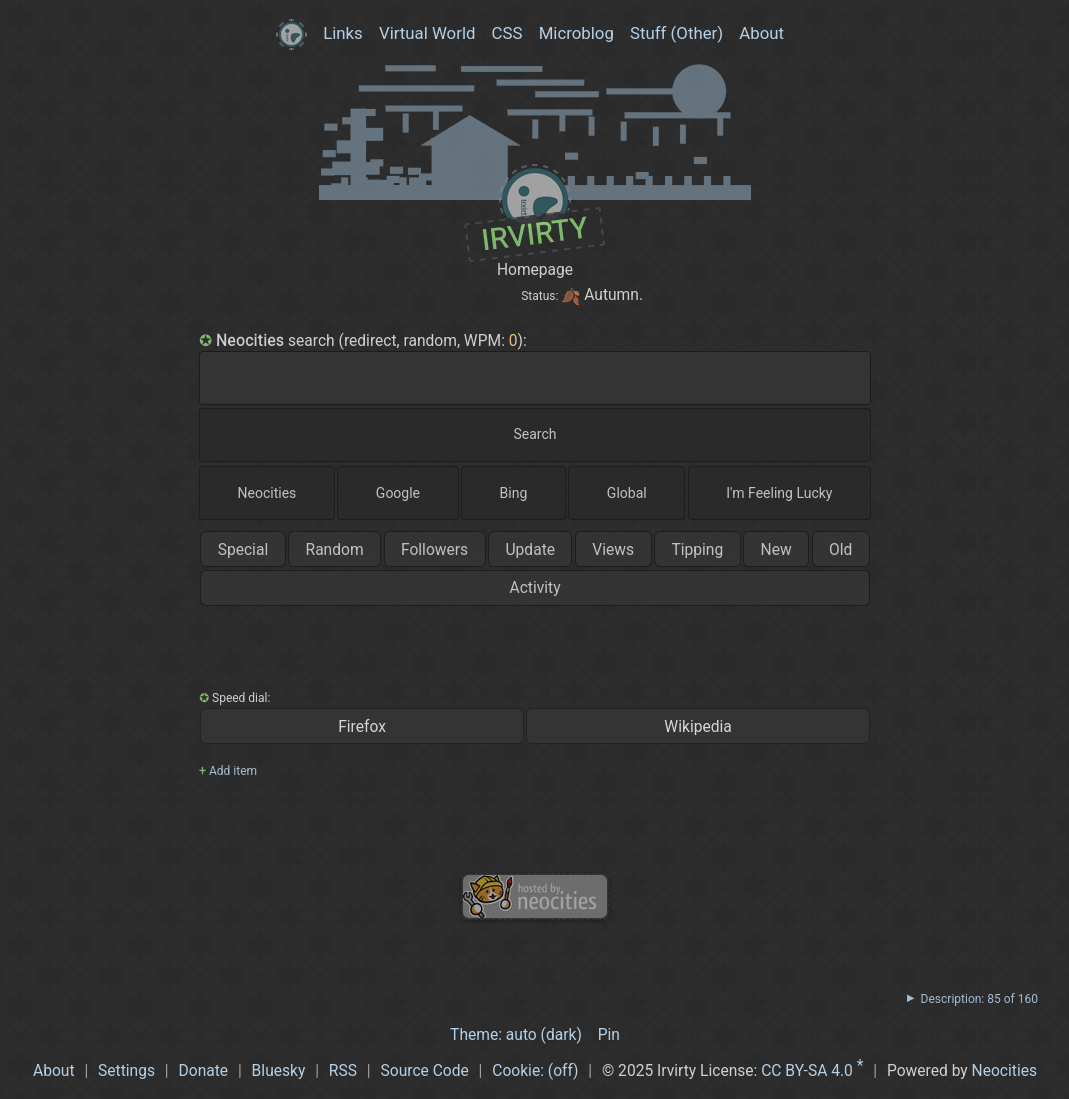 Links Virtual World CSS Microblog Stuff (Other) About
IRVIRTY
Homepage
Status: 🍂 Autumn.
✪ Neocities search (redirect, random, WPM: 0):
Search
Neocities Google Bing Global I'm Feeling Lucky
Special Random Followers Update Views Tipping New Old
Activity
✪ Speed dial:
Firefox Wikipedia
+ Add item
hosted by
neocities
▶ Description: 85 of 160
Theme: auto (dark) Pin
About | Settings | Donate | Bluesky | RSS | Source Code | Cookie: (off) | © 2025 Irvirty License: CC BY-SA 4.0 * | Powered by Neocities